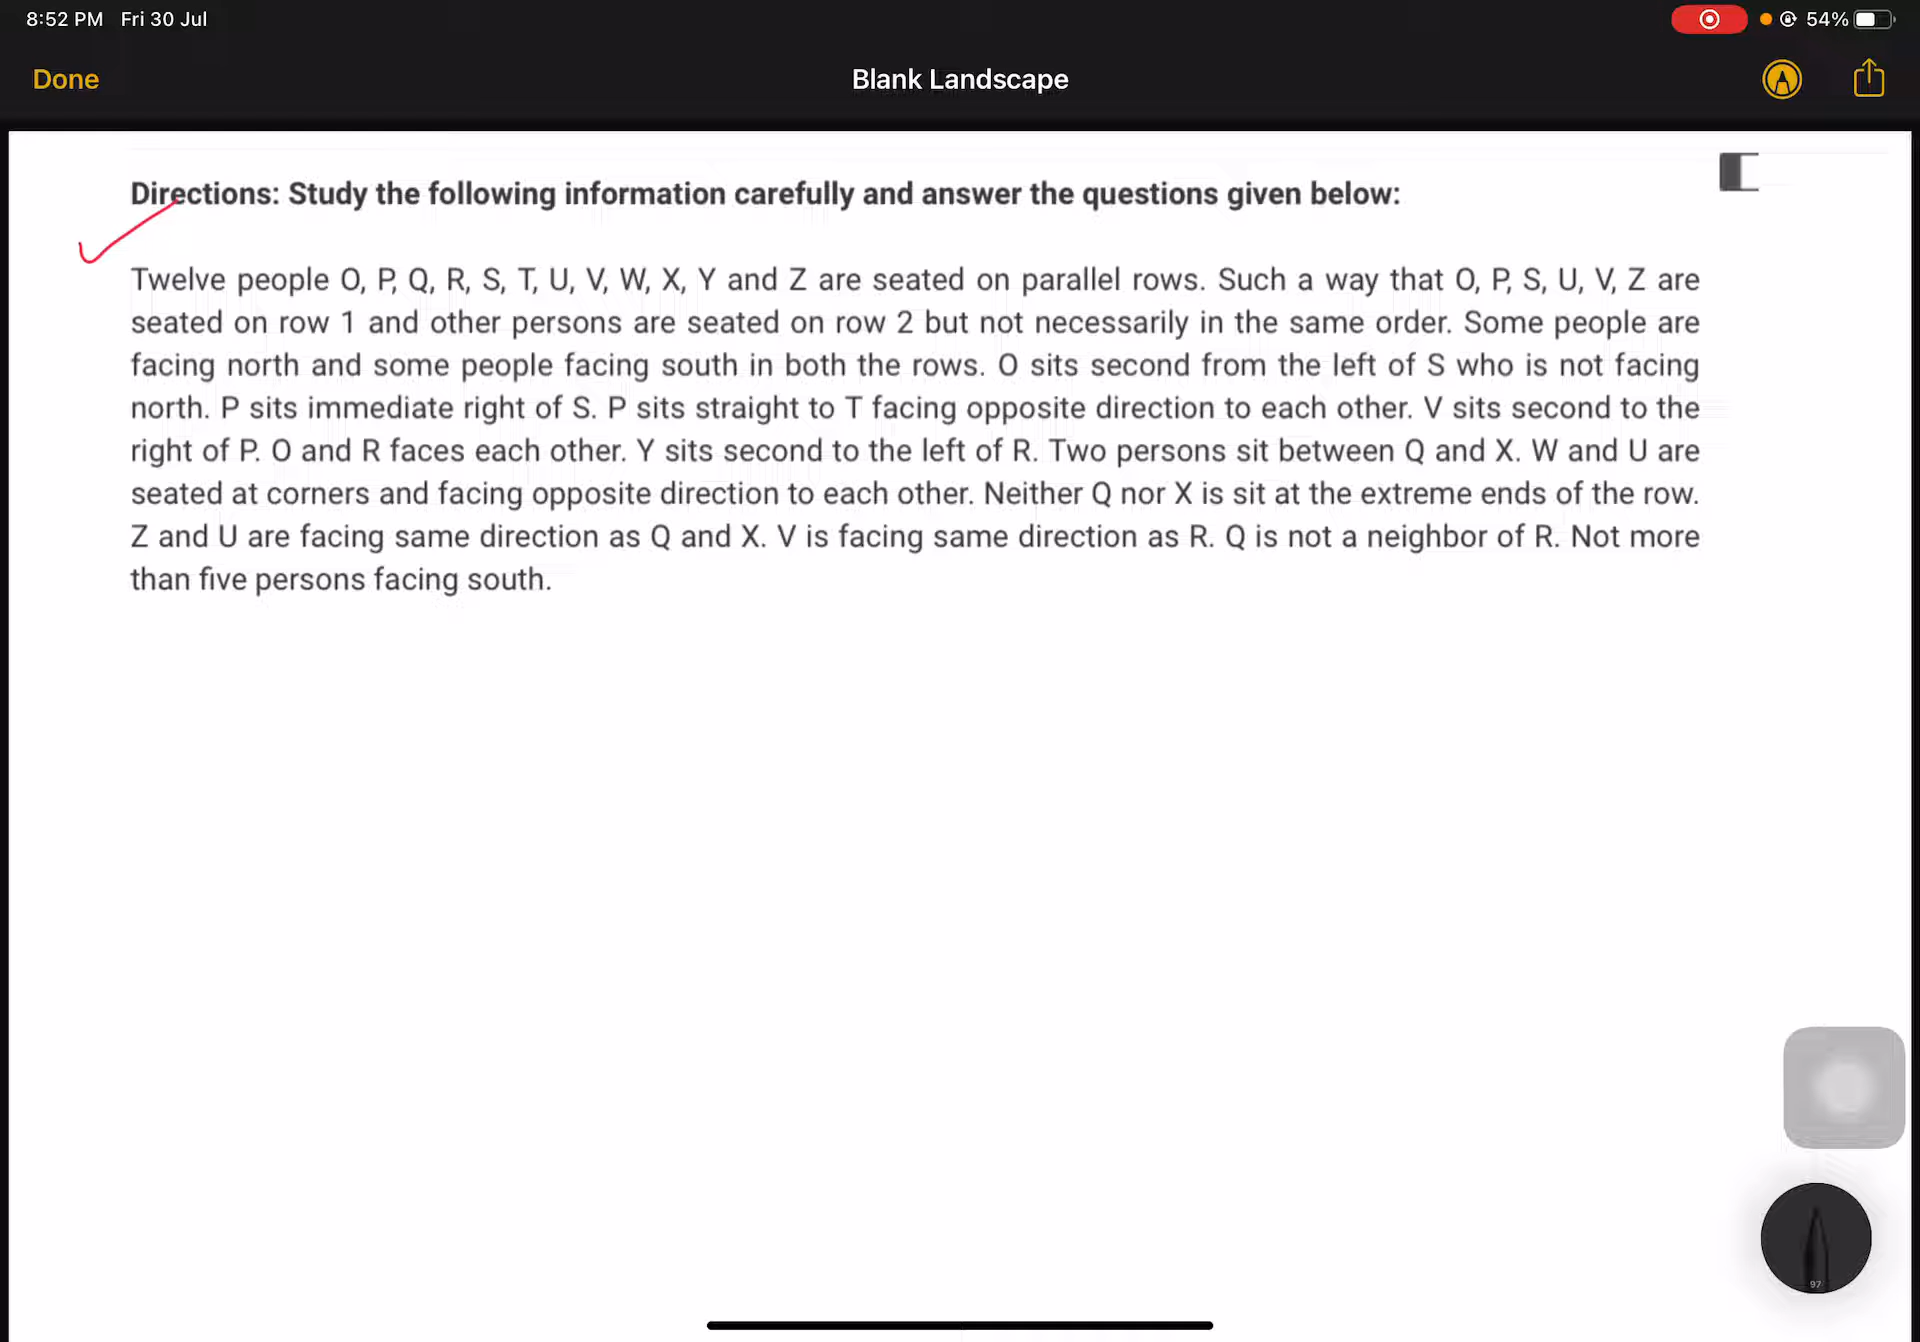 8:52 PM Fri 30 Jul
54%
Done
Blank Landscape
Directions: Study the following information carefully and answer the questions given below:
Twelve people O, P, Q, R, S, T, U, V, W, X, Y and Z are seated on parallel rows. Such a way that O, P, S, U, V, Z are
seated on row 1 and other persons are seated on row 2 but not necessarily in the same order. Some people are
facing north and some people facing south in both the rows. O sits second from the left of S who is not facing
north. P sits immediate right of S. P sits straight to T facing opposite direction to each other. V sits second to the
right of P. O and R faces each other. Y sits second to the left of R. Two persons sit between Q and X. W and U are
seated at corners and facing opposite direction to each other. Neither Q nor X is sit at the extreme ends of the row.
Z and U are facing same direction as Q and X. V is facing same direction as R. Q is not a neighbor of R. Not more
than five persons facing south.
97